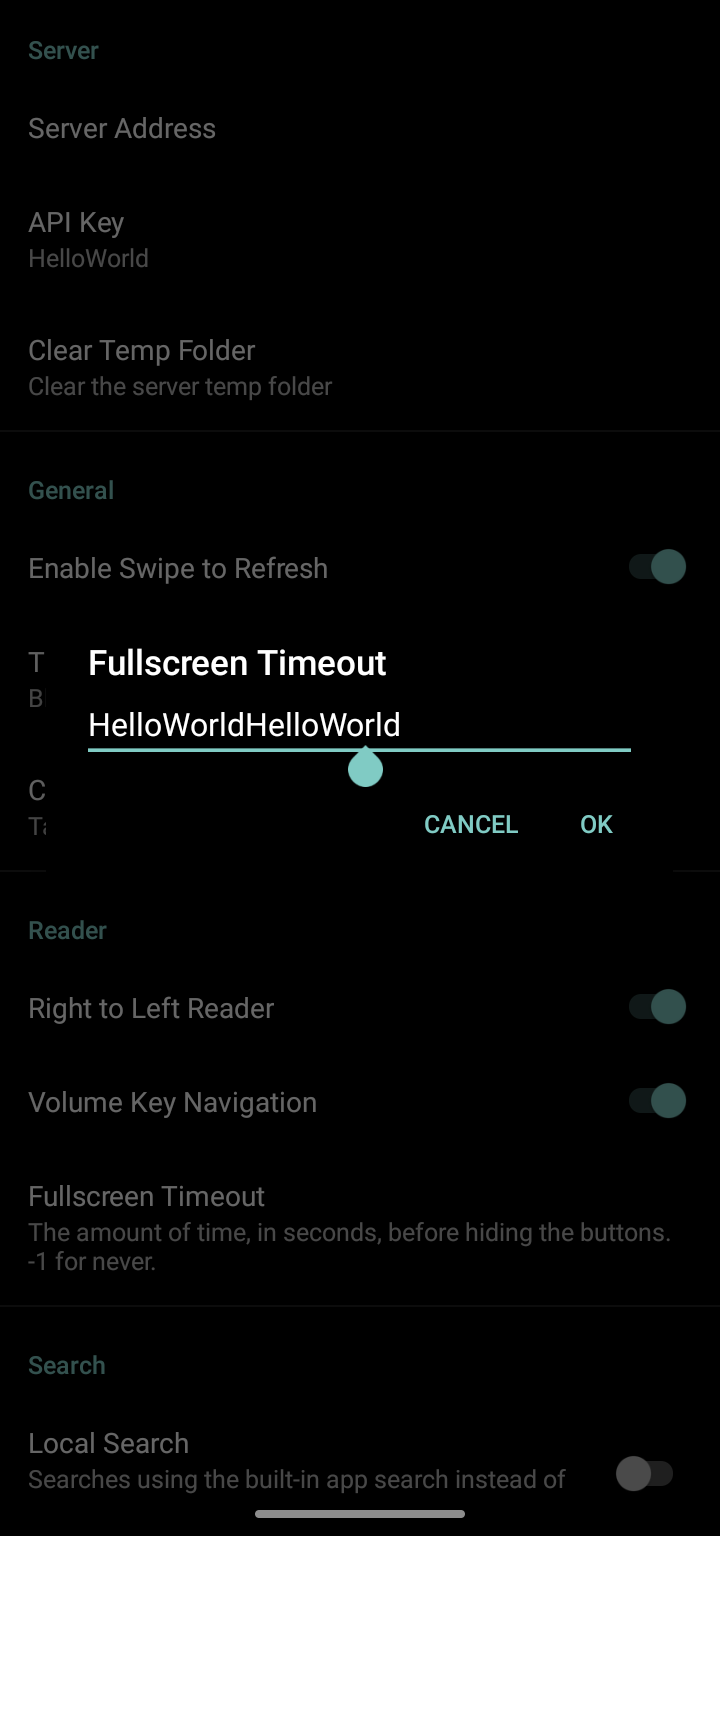 Server
Server Address
API Key
HelloWorld
Clear Temp Folder
Clear the server temp folder
General
Enable Swipe to Refresh
Fullscreen Timeout
HelloWorldHelloWorld
CANCEL
OK
Reader
Right to Left Reader
Volume Key Navigation
Fullscreen Timeout
The amount of time, in seconds, before hiding the buttons.
-1 for never.
Search
Local Search
Searches using the built-in app search instead of